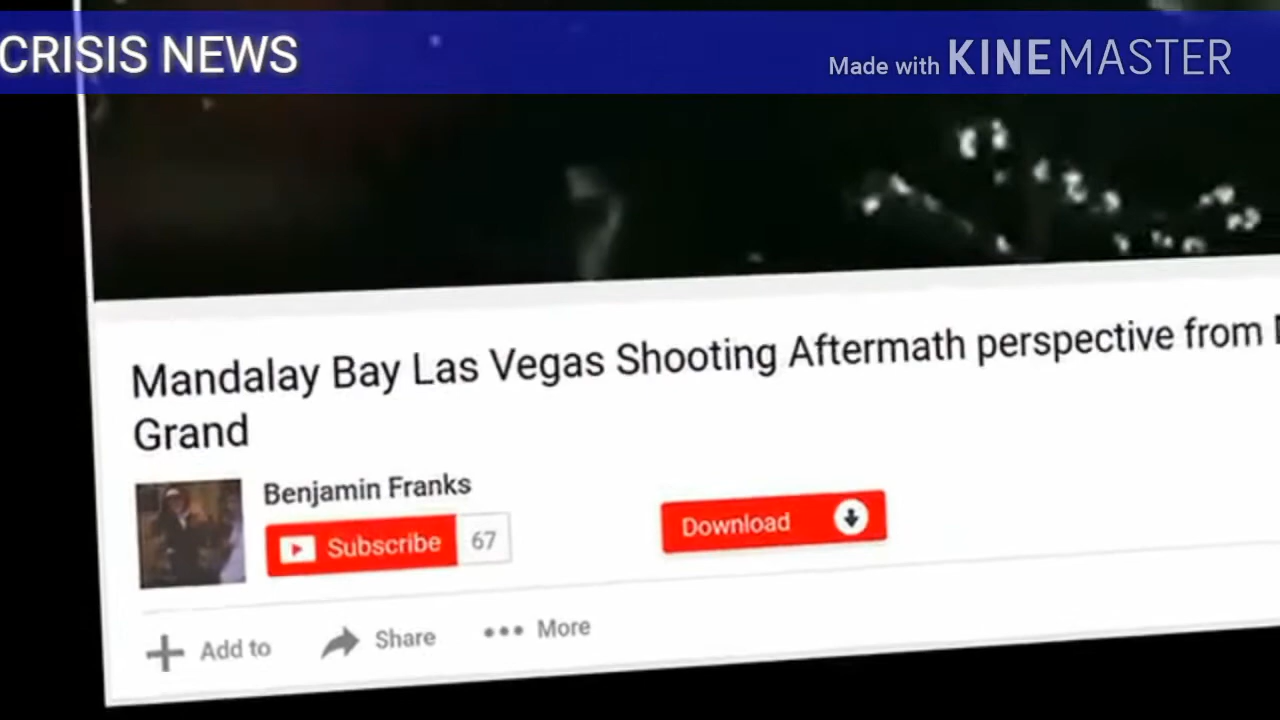 CRISIS NEWS
Made with KINEMASTER
Mandalay Bay Las Vegas Shooting Aftermath perspective from
Grand
Benjamin Franks
Subscribe 67
Download
Add to Share More